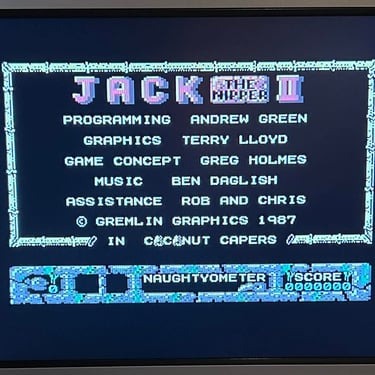 JACK THE NIPPER II
PROGRAMMING ANDREW GREEN
GRAPHICS TERRY LLOYD
GAME CONCEPT GREG HOLMES
MUSIC BEN DAGLISH
ASSISTANCE ROB AND CHRIS
© GREMLIN GRAPHICS 1987
IN COCONUT CAPERS
NAUGHTYOMETER SCORE
0 0000000